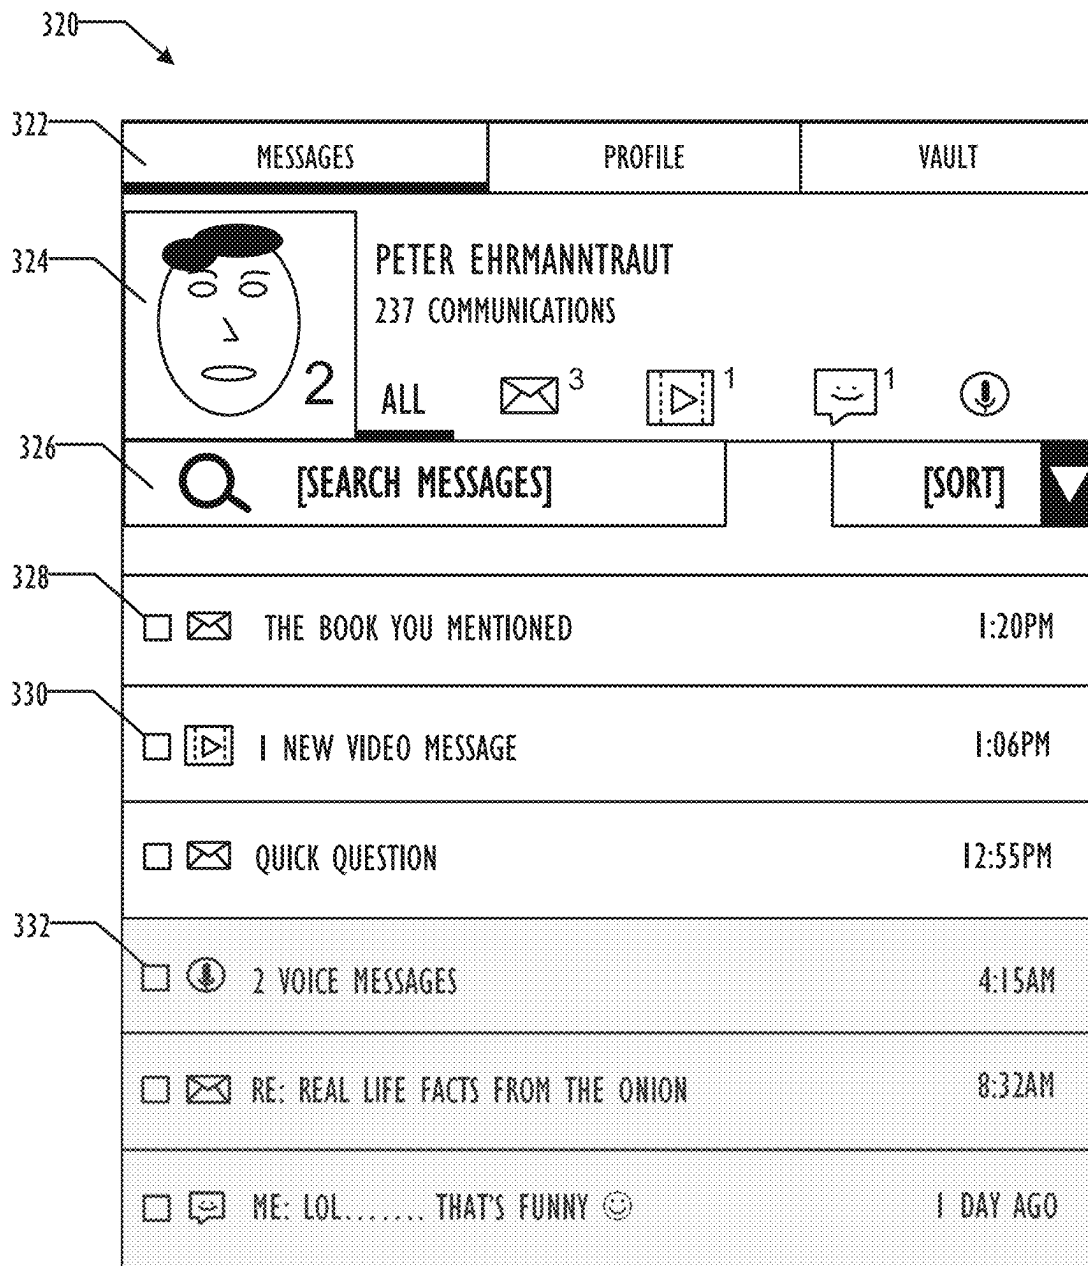 320
322
MESSAGES PROFILE VAULT
324
PETER EHRMANNTRAUT
237 COMMUNICATIONS
2 ALL 3 1 1
326
[SEARCH MESSAGES] [SORT]
328
THE BOOK YOU MENTIONED 1:20PM
330
1 NEW VIDEO MESSAGE 1:06PM
QUICK QUESTION 12:55PM
332
2 VOICE MESSAGES 4:15AM
RE: REAL LIFE FACTS FROM THE ONION 8:32AM
ME: LOL....... THAT'S FUNNY ☺ 1 DAY AGO